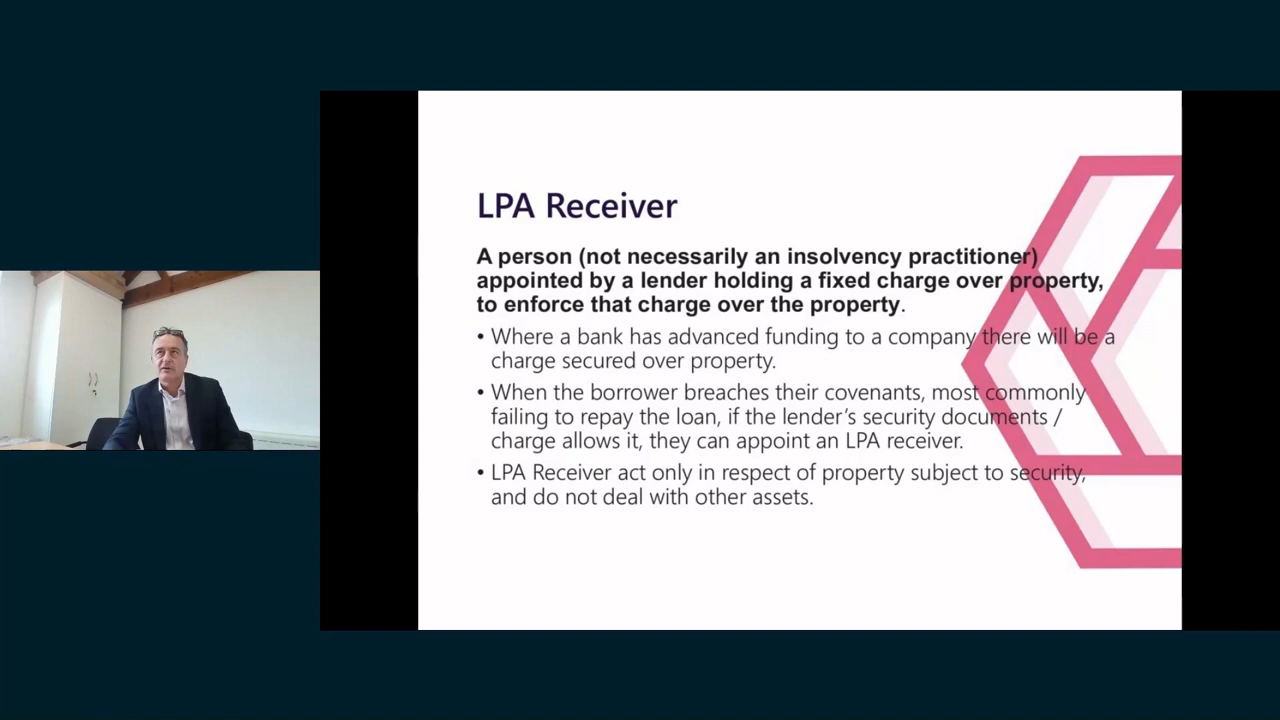 LPA Receiver
A person (not necessarily an insolvency practitioner)
appointed by a lender holding a fixed charge over property,
to enforce that charge over the property.
• Where a bank has advanced funding to a company there will be a
charge secured over property.
• When the borrower breaches their covenants, most commonly
failing to repay the loan, if the lender's security documents /
charge allows it, they can appoint an LPA receiver.
• LPA Receiver act only in respect of property subject to security,
and do not deal with other assets.